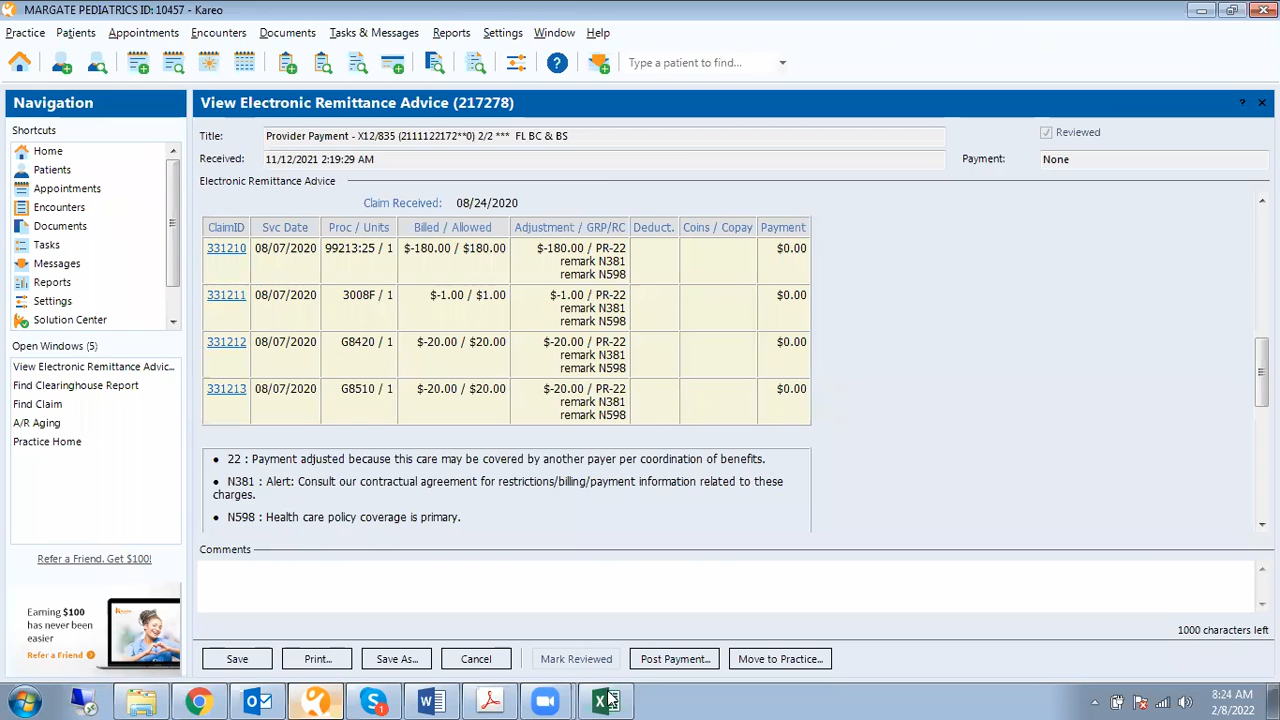 MARGATE PEDIATRICS ID: 10457 - Kareo
Practice Patients Appointments Encounters Documents Tasks & Messages Reports Settings Window Help
Type a patient to find...
Navigation
Shortcuts
Home
Patients
Appointments
Encounters
Documents
Tasks
Messages
Reports
Settings
Solution Center
Open Windows (5)
View Electronic Remittance Advic...
Find Clearinghouse Report
Find Claim
A/R Aging
Practice Home
Refer a Friend. Get $100!
Earning $100
has never been
easier
Refer a Friend
View Electronic Remittance Advice (217278)
Title: Provider Payment - X12/835 (2111122172**0) 2/2 *** FL BC & BS Reviewed
Received: 11/12/2021 2:19:29 AM Payment: None
Electronic Remittance Advice
Claim Received: 08/24/2020
ClaimID Svc Date Proc / Units Billed / Allowed Adjustment / GRP/RC Deduct. Coins / Copay Payment
331210 08/07/2020 99213:25 / 1 $-180.00 / $180.00 $-180.00 / PR-22 $0.00
remark N381
remark N598
331211 08/07/2020 3008F / 1 $-1.00 / $1.00 $-1.00 / PR-22 $0.00
remark N381
remark N598
331212 08/07/2020 G8420 / 1 $-20.00 / $20.00 $-20.00 / PR-22 $0.00
remark N381
remark N598
331213 08/07/2020 G8510 / 1 $-20.00 / $20.00 $-20.00 / PR-22 $0.00
remark N381
remark N598
• 22 : Payment adjusted because this care may be covered by another payer per coordination of benefits.
• N381 : Alert: Consult our contractual agreement for restrictions/billing/payment information related to these
charges.
• N598 : Health care policy coverage is primary.
Comments
1000 characters left
Save Print... Save As... Cancel Mark Reviewed Post Payment... Move to Practice...
8:24 AM
2/8/2022